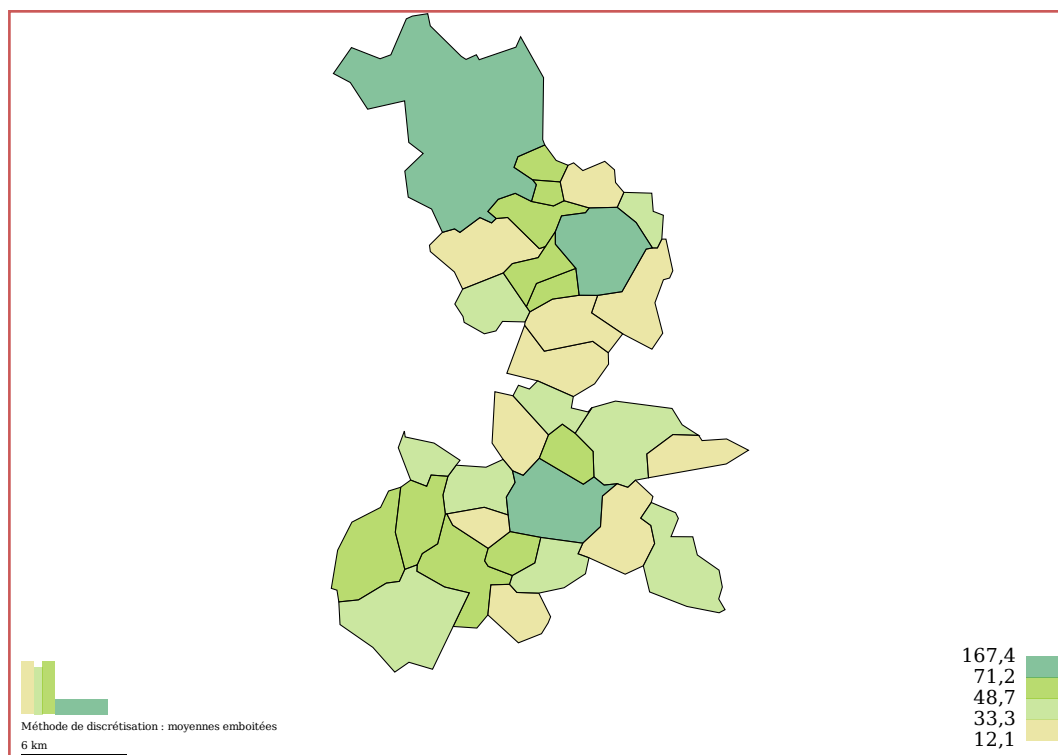 167,4
71,2
48,7
33,3
12,1
Méthode de discrétisation : moyennes emboitées
6 km